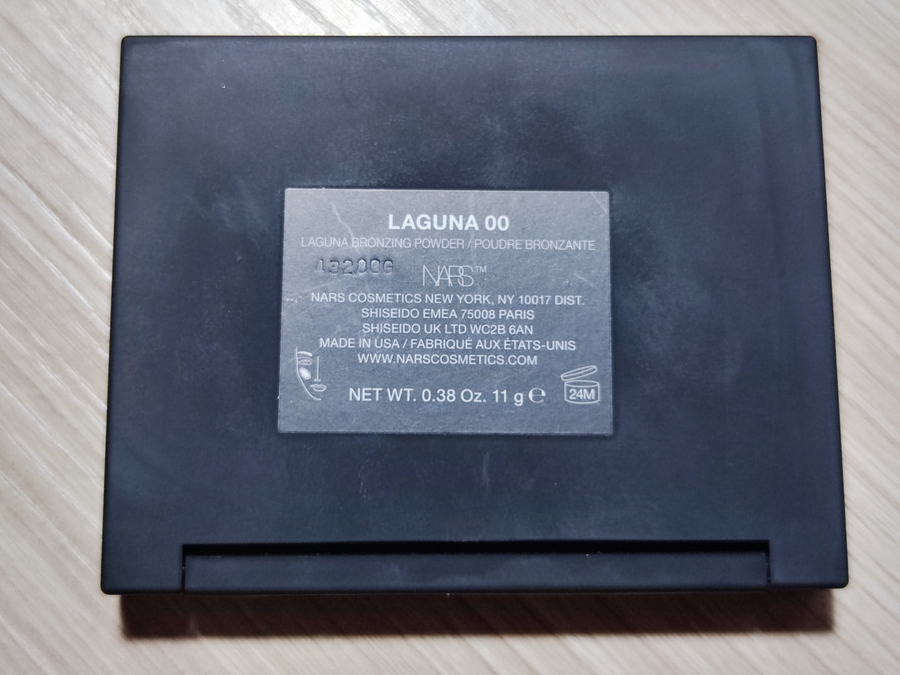 LAGUNA 00
LAGUNA BRONZING POWDER / POUDRE BRONZANTE
NARS™
NARS COSMETICS NEW YORK, NY 10017 DIST.
SHISEIDO EMEA 75008 PARIS
SHISEIDO UK LTD WC2B 6AN
MADE IN USA / FABRIQUÉ AUX ÉTATS-UNIS
WWW.NARSCOSMETICS.COM
NET WT. 0.38 Oz. 11 g ℮
24M